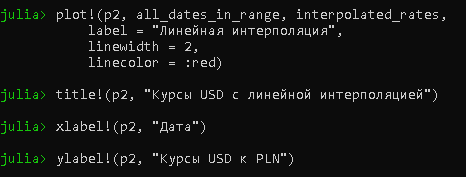 julia> plot!(p2, all_dates_in_range, interpolated_rates,
label = "Линейная интерполяция",
linewidth = 2,
linecolor = :red)
julia> title!(p2, "Курсы USD с линейной интерполяцией")
julia> xlabel!(p2, "Дата")
julia> ylabel!(p2, "Курсы USD к PLN")